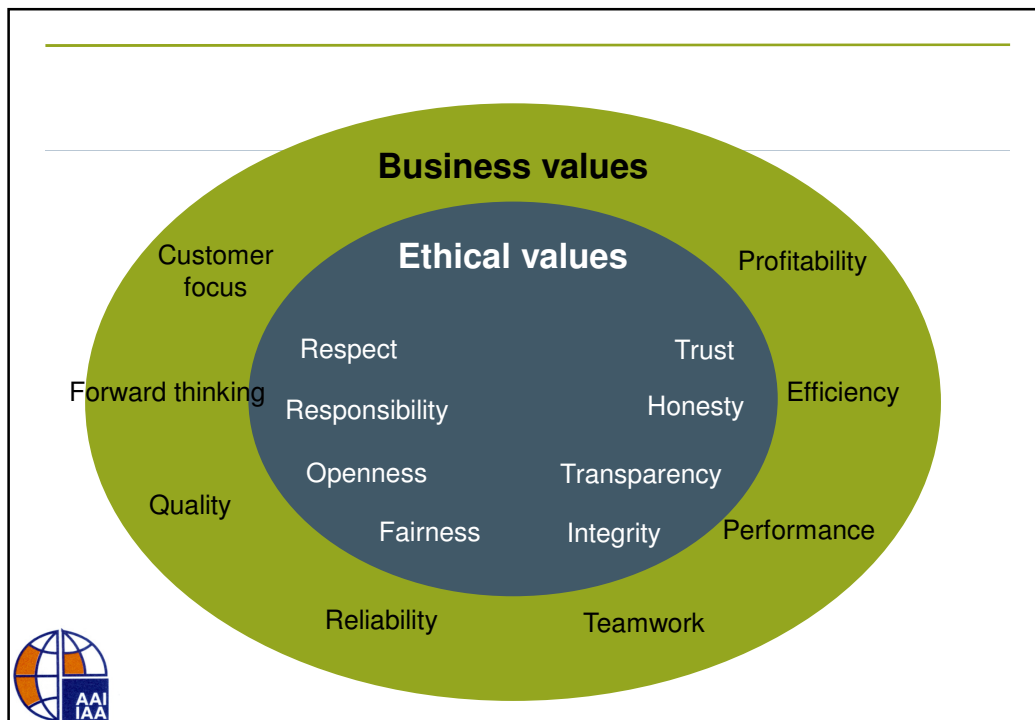 Business values
Ethical values
Customer
focus
Profitability
Respect
Trust
Forward thinking
Efficiency
Responsibility
Honesty
Openness
Transparency
Quality
Fairness
Integrity
Performance
Reliability
Teamwork
AAI
IAA